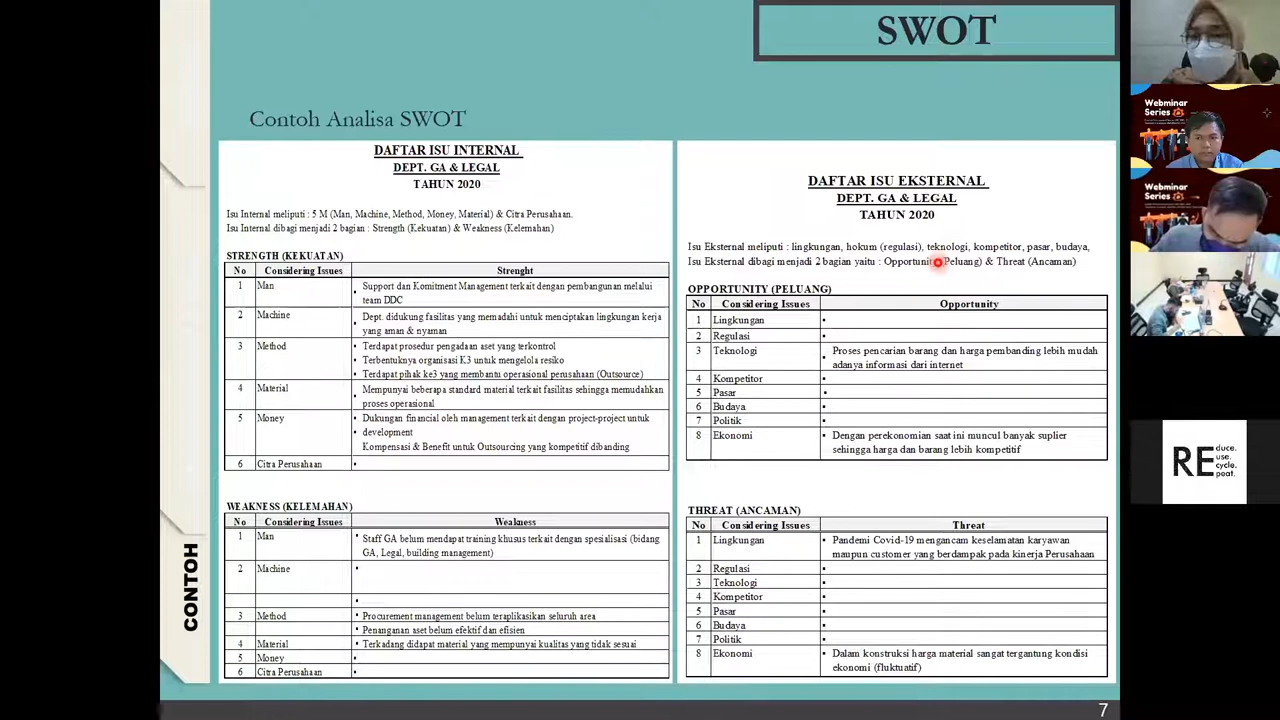 SWOT
Contoh Analisa SWOT
DAFTAR ISU INTERNAL
DEPT. GA & LEGAL
TAHUN 2020
Isu Internal meliputi : 5 M (Man, Machine, Method, Money, Material) & Citra Perusahaan.
Isu Internal dibagi menjadi 2 bagian : Strength (Kekuatan) & Weakness (Kelemahan)
STRENGTH (KEKUATAN)
No Considering Issues Strenght
1 Man • Support dan Komitment Management terkait dengan pembangunan melalui
team DDC
2 Machine • Dept. didukung fasilitas yang memadahi untuk menciptakan lingkungan kerja
yang aman & nyaman
3 Method • Terdapat prosedur pengadaan aset yang terkontrol
• Terbentuknya organisasi K3 untuk mengelola resiko
• Terdapat pihak ke3 yang membantu operasional perusahaan (Outsource)
4 Material • Mempunyai beberapa standard material terkait fasilitas sehingga memudahkan
proses operasional
5 Money • Dukungan financial oleh management terkait dengan project-project untuk
• development
Kompensasi & Benefit untuk Outsourcing yang kompetitif dibanding
6 Citra Perusahaan •
WEAKNESS (KELEMAHAN)
No Considering Issues Weakness
1 Man • Staff GA belum mendapat training khusus terkait dengan spesialisasi (bidang
GA, Legal, building management)
2 Machine •
•
3 Method • Procurement management belum teraplikasikan seluruh area
• Penanganan aset belum efektif dan efisien
4 Material • Terkadang didapat material yang mempunyai kualitas yang tidak sesuai
5 Money •
6 Citra Perusahaan •
DAFTAR ISU EKSTERNAL
DEPT. GA & LEGAL
TAHUN 2020
Isu Eksternal meliputi : lingkungan, hokum (regulasi), teknologi, kompetitor, pasar, budaya,
Isu Eksternal dibagi menjadi 2 bagian yaitu : Opportunit Peluang) & Threat (Ancaman)
OPPORTUNITY (PELUANG)
No Considering Issues Opportunity
1 Lingkungan •
2 Regulasi •
3 Teknologi • Proses pencarian barang dan harga pembanding lebih mudah
adanya informasi dari internet
4 Kompetitor •
5 Pasar •
6 Budaya •
7 Politik •
8 Ekonomi • Dengan perekonomian saat ini muncul banyak suplier
sehingga harga dan barang lebih kompetitif
THREAT (ANCAMAN)
No Considering Issues Threat
1 Lingkungan • Pandemi Covid-19 mengancam keselamatan karyawan
maupun customer yang berdampak pada kinerja Perusahaan
2 Regulasi •
3 Teknologi •
4 Kompetitor •
5 Pasar •
6 Budaya •
7 Politik •
8 Ekonomi • Dalam konstruksi harga material sangat tergantung kondisi
ekonomi (fluktuatif)
CONTOH
7
Webminar
Series
Webminar
Series
REduce.
use.
cycle.
peat.